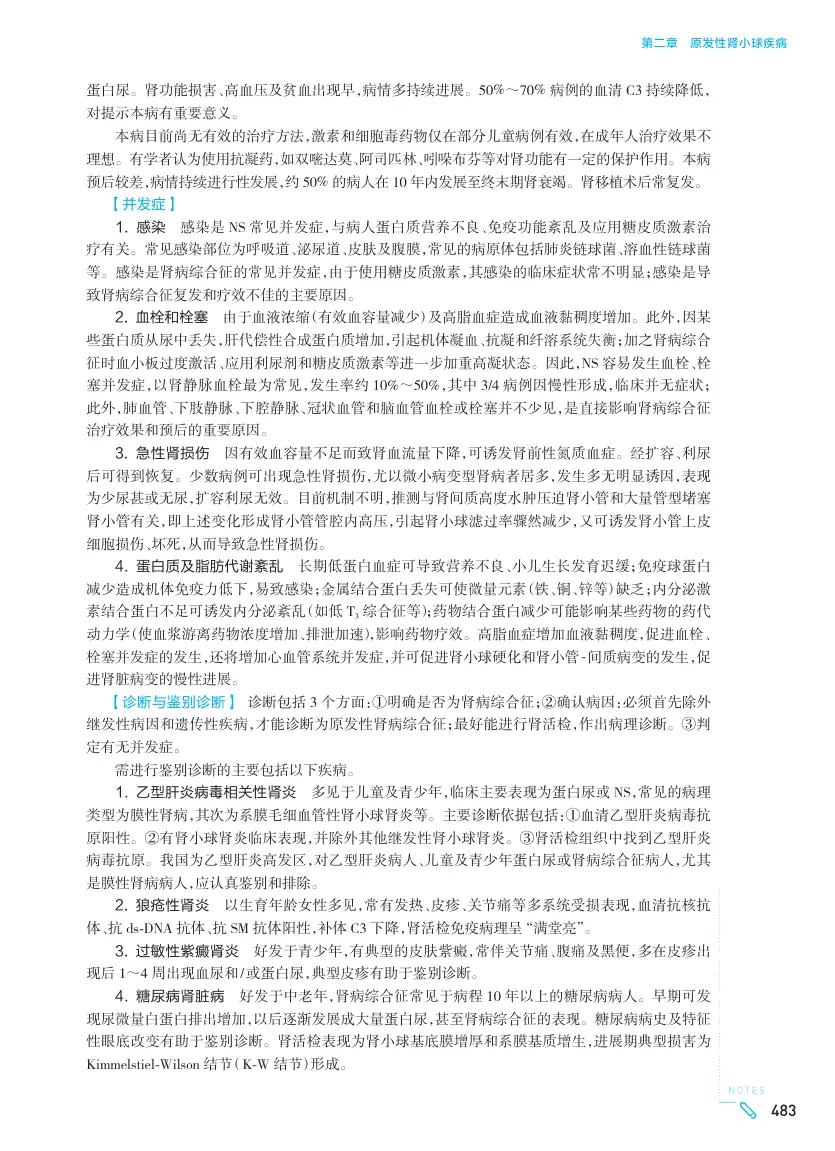 第二章 原发性肾小球疾病
蛋白尿。肾功能损害、高血压及贫血出现早,病情多持续进展。50%～70% 病例的血清 C3 持续降低,
对提示本病有重要意义。
本病目前尚无有效的治疗方法,激素和细胞毒药物仅在部分儿童病例有效,在成年人治疗效果不
理想。有学者认为使用抗凝药,如双嘧达莫、阿司匹林、吲哚布芬等对肾功能有一定的保护作用。本病
预后较差,病情持续进行性发展,约 50% 的病人在 10 年内发展至终末期肾衰竭。肾移植术后常复发。
【并发症】
1. 感染 感染是 NS 常见并发症,与病人蛋白质营养不良、免疫功能紊乱及应用糖皮质激素治
疗有关。常见感染部位为呼吸道、泌尿道、皮肤及腹膜,常见的病原体包括肺炎链球菌、溶血性链球菌
等。感染是肾病综合征的常见并发症,由于使用糖皮质激素,其感染的临床症状常不明显;感染是导
致肾病综合征复发和疗效不佳的主要原因。
2. 血栓和栓塞 由于血液浓缩(有效血容量减少)及高脂血症造成血液黏稠度增加。此外,因某
些蛋白质从尿中丢失,肝代偿性合成蛋白质增加,引起机体凝血、抗凝和纤溶系统失衡;加之肾病综合
征时血小板过度激活、应用利尿剂和糖皮质激素等进一步加重高凝状态。因此,NS 容易发生血栓、栓
塞并发症,以肾静脉血栓最为常见,发生率约 10%～50%,其中 3/4 病例因慢性形成,临床并无症状;
此外,肺血管、下肢静脉、下腔静脉、冠状血管和脑血管血栓或栓塞并不少见,是直接影响肾病综合征
治疗效果和预后的重要原因。
3. 急性肾损伤 因有效血容量不足而致肾血流量下降,可诱发肾前性氮质血症。经扩容、利尿
后可得到恢复。少数病例可出现急性肾损伤,尤以微小病变型肾病者居多,发生多无明显诱因,表现
为少尿甚或无尿,扩容利尿无效。目前机制不明,推测与肾间质高度水肿压迫肾小管和大量管型堵塞
肾小管有关,即上述变化形成肾小管管腔内高压,引起肾小球滤过率骤然减少,又可诱发肾小管上皮
细胞损伤、坏死,从而导致急性肾损伤。
4. 蛋白质及脂肪代谢紊乱 长期低蛋白血症可导致营养不良、小儿生长发育迟缓;免疫球蛋白
减少造成机体免疫力低下,易致感染;金属结合蛋白丢失可使微量元素(铁、铜、锌等)缺乏;内分泌激
素结合蛋白不足可诱发内分泌紊乱(如低 T₃ 综合征等);药物结合蛋白减少可能影响某些药物的药代
动力学(使血浆游离药物浓度增加、排泄加速),影响药物疗效。高脂血症增加血液黏稠度,促进血栓、
栓塞并发症的发生,还将增加心血管系统并发症,并可促进肾小球硬化和肾小管-间质病变的发生,促
进肾脏病变的慢性进展。
【诊断与鉴别诊断】 诊断包括 3 个方面:①明确是否为肾病综合征;②确认病因:必须首先除外
继发性病因和遗传性疾病,才能诊断为原发性肾病综合征;最好能进行肾活检,作出病理诊断。③判
定有无并发症。
需进行鉴别诊断的主要包括以下疾病。
1. 乙型肝炎病毒相关性肾炎 多见于儿童及青少年,临床主要表现为蛋白尿或 NS,常见的病理
类型为膜性肾病,其次为系膜毛细血管性肾小球肾炎等。主要诊断依据包括:①血清乙型肝炎病毒抗
原阳性。②有肾小球肾炎临床表现,并除外其他继发性肾小球肾炎。③肾活检组织中找到乙型肝炎
病毒抗原。我国为乙型肝炎高发区,对乙型肝炎病人、儿童及青少年蛋白尿或肾病综合征病人,尤其
是膜性肾病病人,应认真鉴别和排除。
2. 狼疮性肾炎 以生育年龄女性多见,常有发热、皮疹、关节痛等多系统受损表现,血清抗核抗
体、抗 ds-DNA 抗体、抗 SM 抗体阳性,补体 C3 下降,肾活检免疫病理呈“满堂亮”。
3. 过敏性紫癜肾炎 好发于青少年,有典型的皮肤紫癜,常伴关节痛、腹痛及黑便,多在皮疹出
现后 1～4 周出现血尿和/或蛋白尿,典型皮疹有助于鉴别诊断。
4. 糖尿病肾脏病 好发于中老年,肾病综合征常见于病程 10 年以上的糖尿病病人。早期可发
现尿微量白蛋白排出增加,以后逐渐发展成大量蛋白尿,甚至肾病综合征的表现。糖尿病病史及特征
性眼底改变有助于鉴别诊断。肾活检表现为肾小球基底膜增厚和系膜基质增生,进展期典型损害为
Kimmelstiel-Wilson 结节(K-W 结节)形成。
NOTES
483